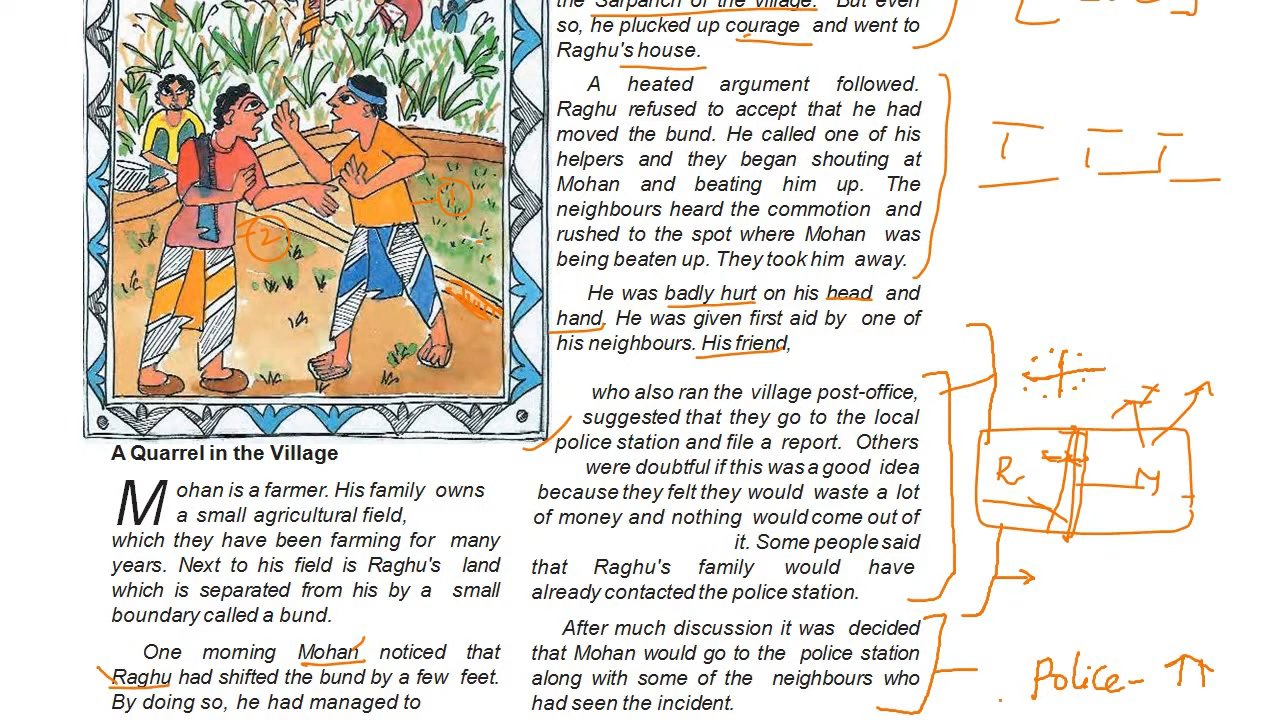 A Quarrel in the Village
Mohan is a farmer. His family owns
a small agricultural field,
which they have been farming for many
years. Next to his field is Raghu's land
which is separated from his by a small
boundary called a bund.
One morning Mohan noticed that
Raghu had shifted the bund by a few feet.
By doing so, he had managed to
the Sarpanch of the village. But even
so, he plucked up courage and went to
Raghu's house.
A heated argument followed.
Raghu refused to accept that he had
moved the bund. He called one of his
helpers and they began shouting at
Mohan and beating him up. The
neighbours heard the commotion and
rushed to the spot where Mohan was
being beaten up. They took him away.
He was badly hurt on his head and
hand. He was given first aid by one of
his neighbours. His friend,
who also ran the village post-office,
suggested that they go to the local
police station and file a report. Others
were doubtful if this was a good idea
because they felt they would waste a lot
of money and nothing would come out of
it. Some people said
that Raghu's family would have
already contacted the police station.
After much discussion it was decided
that Mohan would go to the police station
along with some of the neighbours who
had seen the incident.
1
2
R
M
Police-